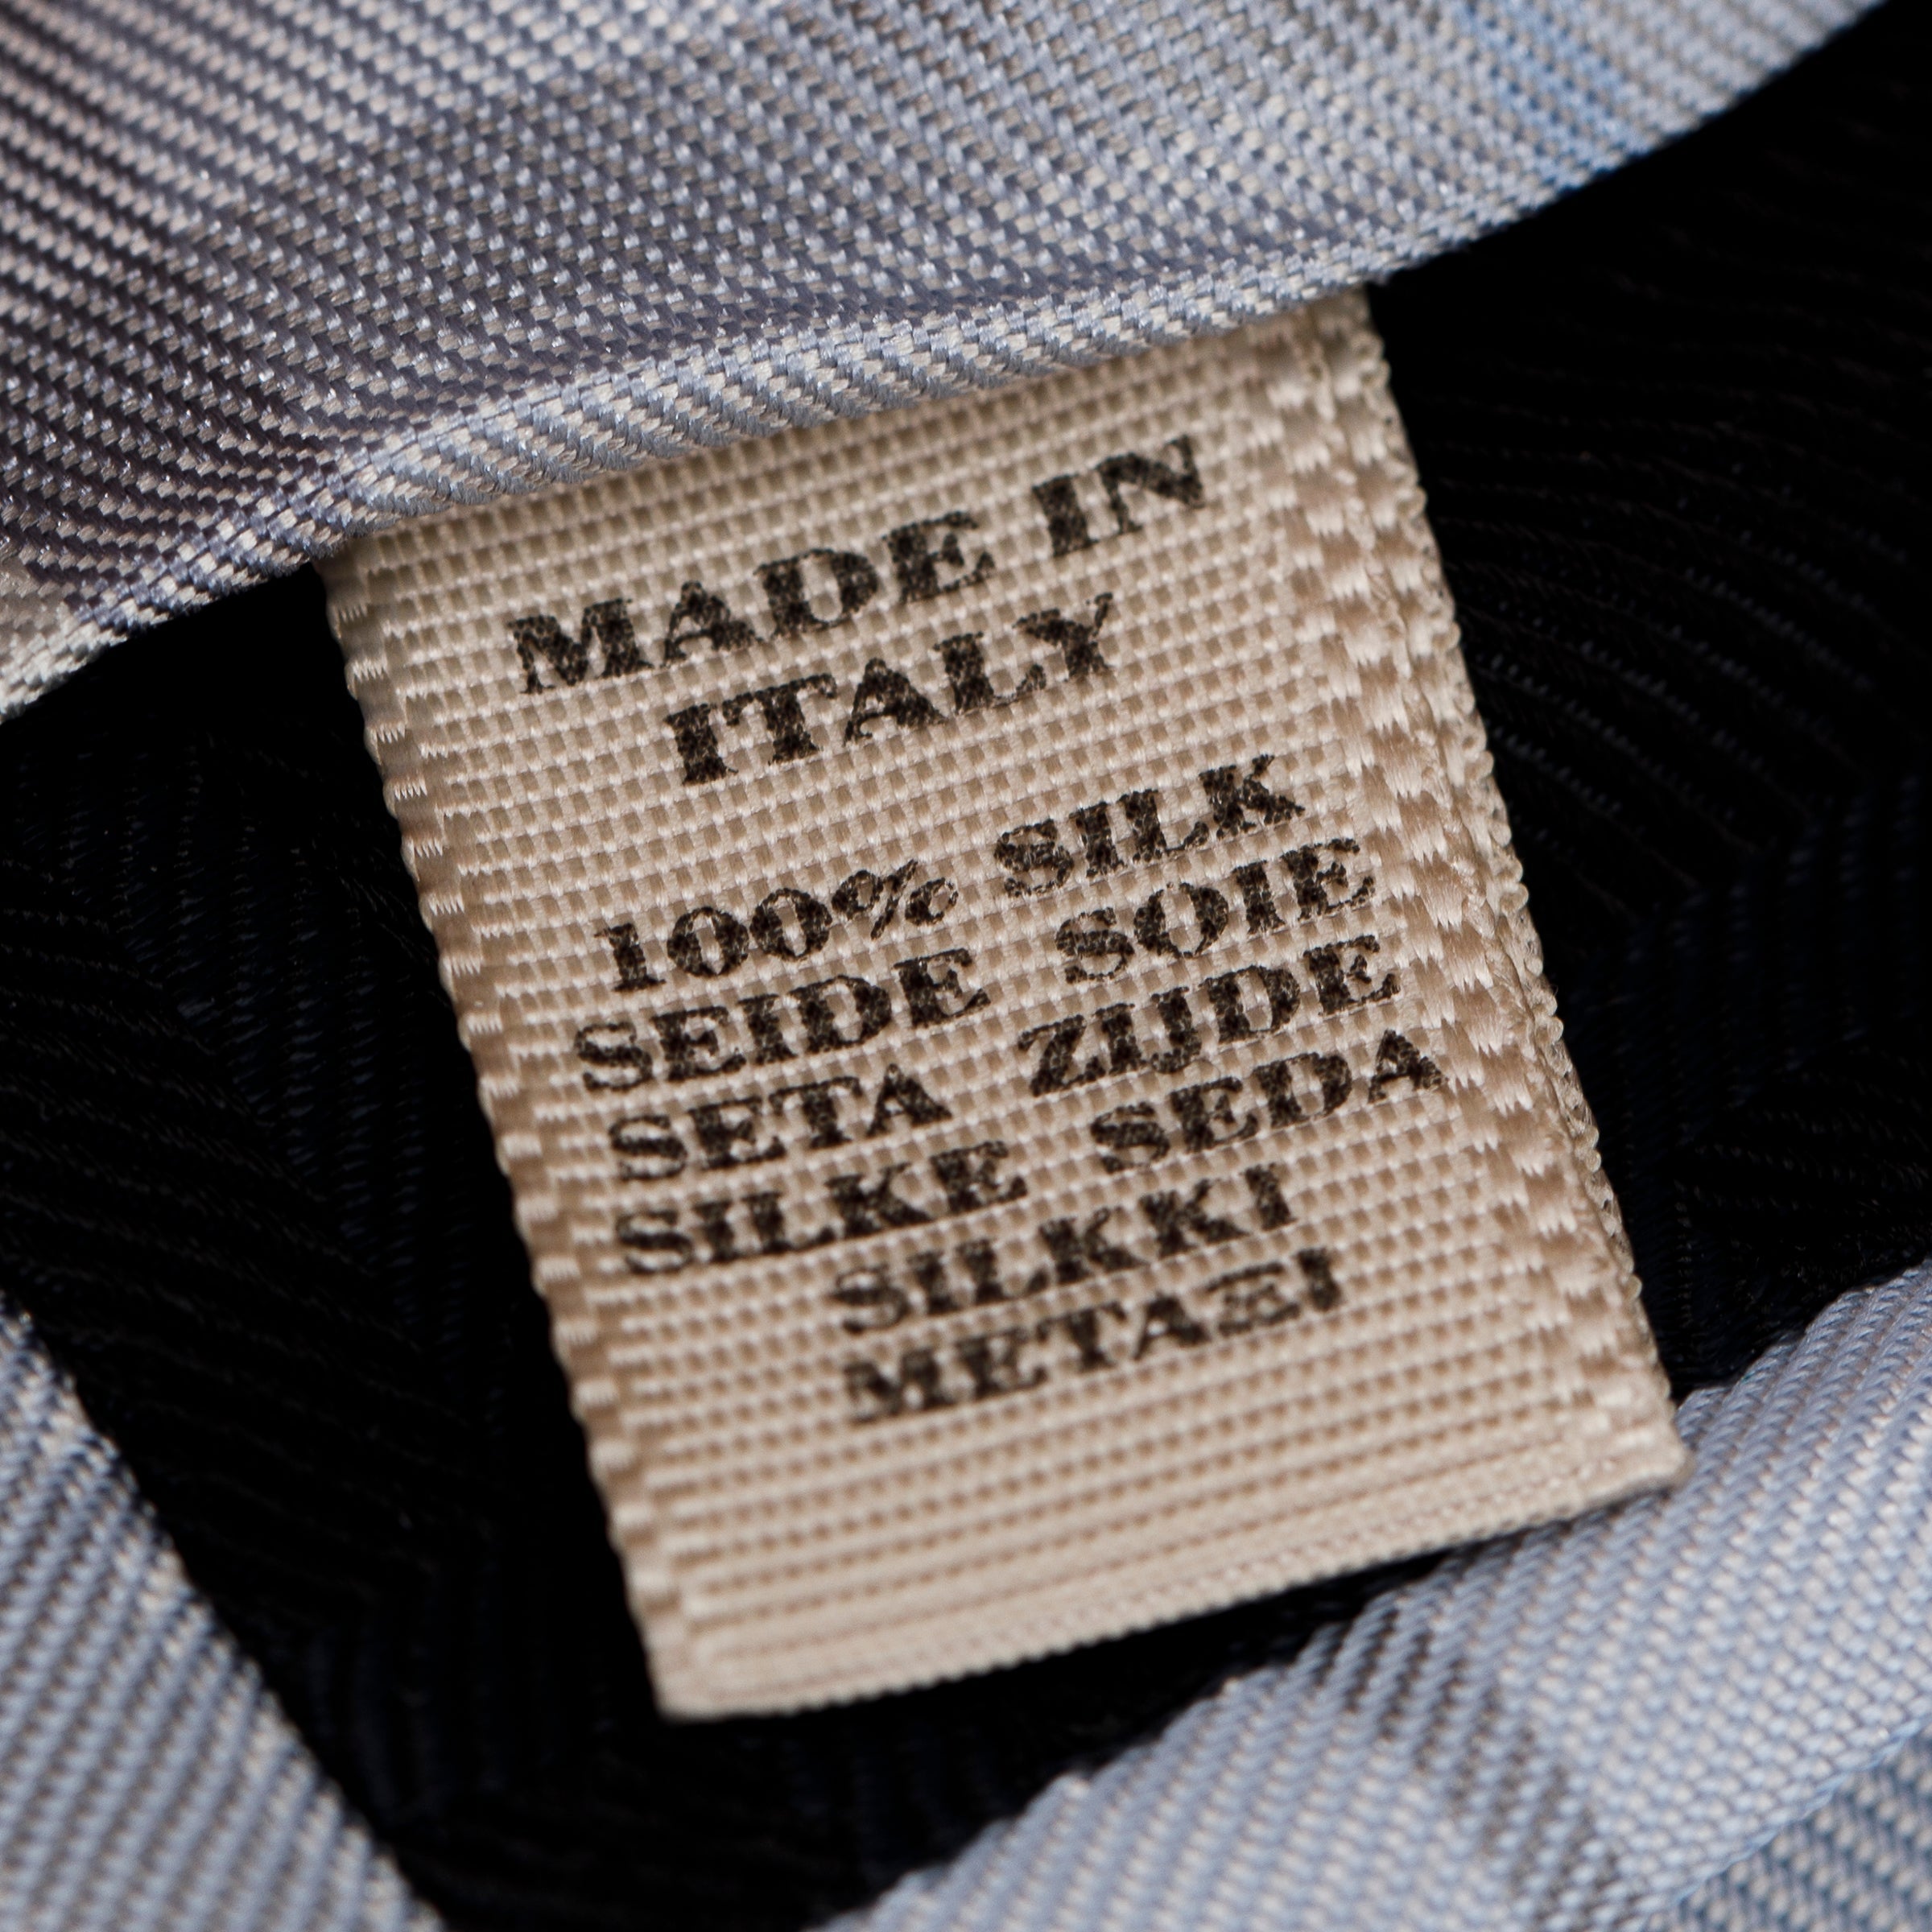 MADE IN
ITALY
100% SILK
SEIDE SOIE
SETA ZIJDE
SILKE SEDA
SILKKI
ΜΕΤΑΞΙ